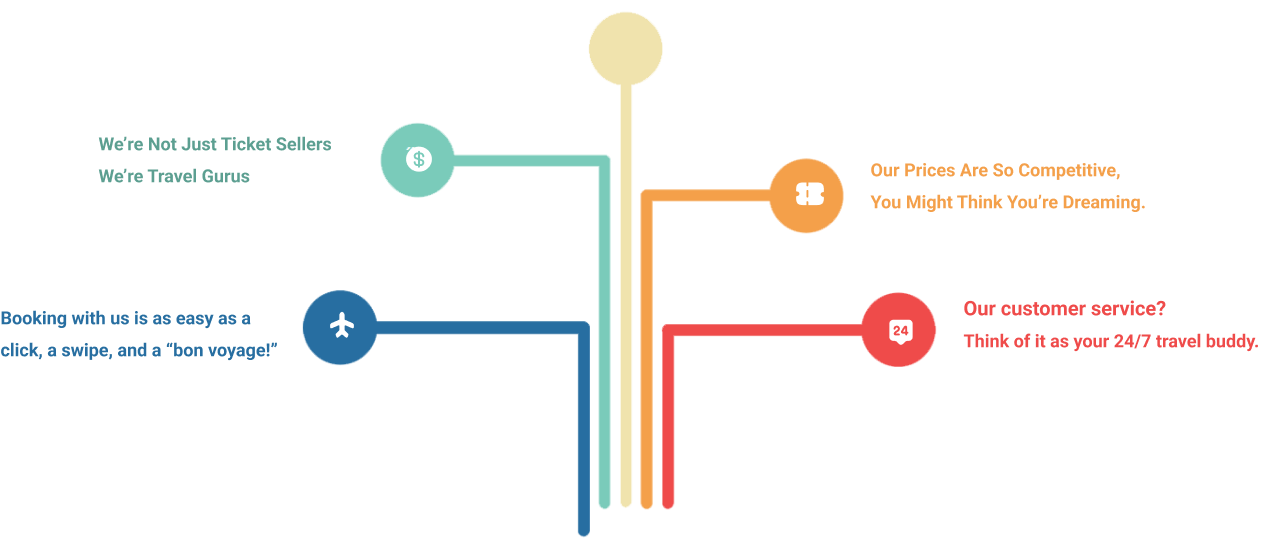 We’re Not Just Ticket Sellers
We’re Travel Gurus
$
Our Prices Are So Competitive,
You Might Think You’re Dreaming.
Booking with us is as easy as a
click, a swipe, and a “bon voyage!”
Our customer service?
24
Think of it as your 24/7 travel buddy.